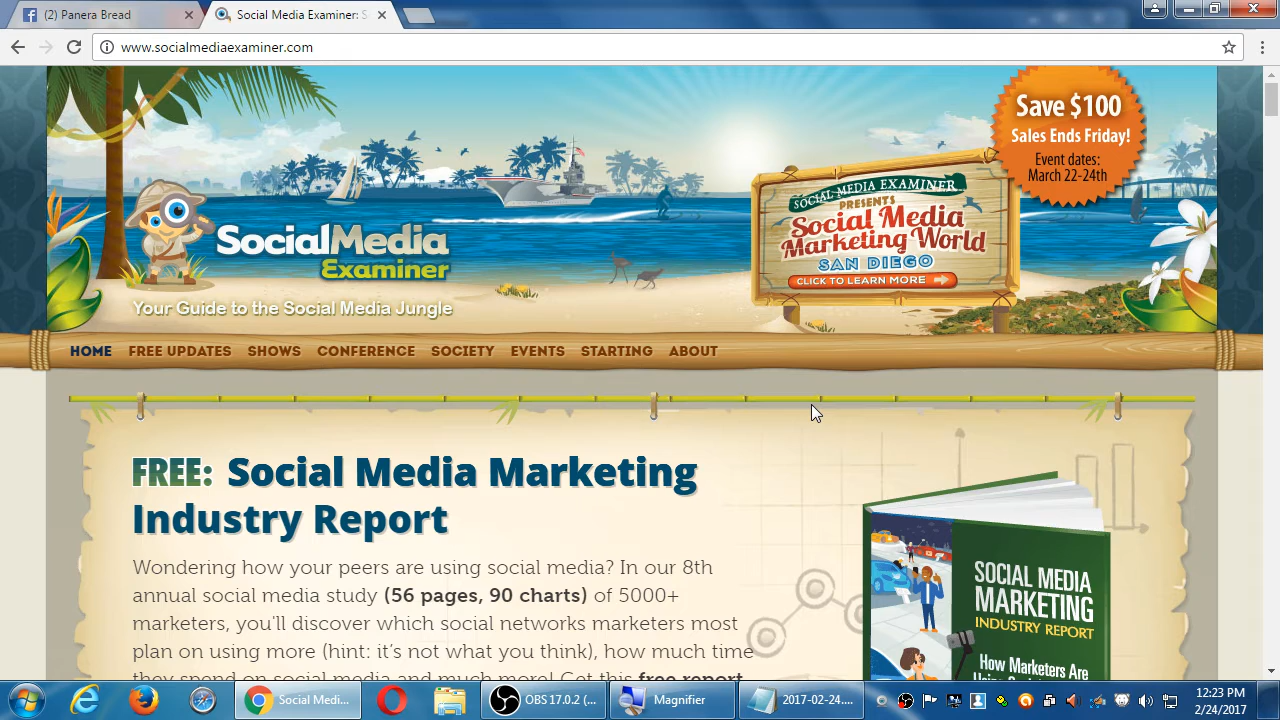 (2) Panera Bread
Social Media Examiner: S
www.socialmediaexaminer.com
Save $100
Sales Ends Friday!
Event dates:
March 22-24th
SOCIAL MEDIA EXAMINER
PRESENTS
Social Media
Marketing World
SAN DIEGO
CLICK TO LEARN MORE
SocialMedia
Examiner
Your Guide to the Social Media Jungle
HOME FREE UPDATES SHOWS CONFERENCE SOCIETY EVENTS STARTING ABOUT
FREE: Social Media Marketing
Industry Report
Wondering how your peers are using social media? In our 8th
annual social media study (56 pages, 90 charts) of 5000+
marketers, you'll discover which social networks marketers most
plan on using more (hint: it's not what you think), how much time
they spend on social media and much more! Get this free report
SOCIAL MEDIA
MARKETING
INDUSTRY REPORT
How Marketers Are
Social Medi...
OBS 17.0.2 (...
Magnifier
2017-02-24....
12:23 PM
2/24/2017